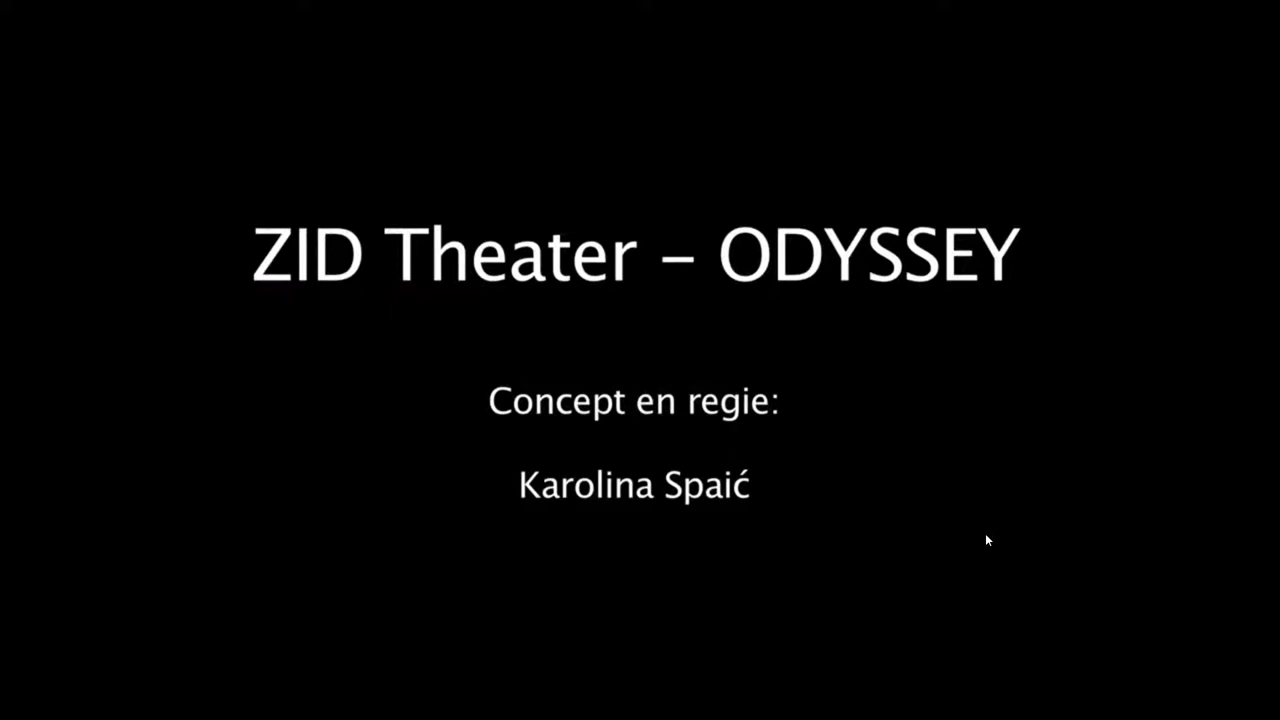 ZID Theater – ODYSSEY
Concept en regie:
Karolina Spaić